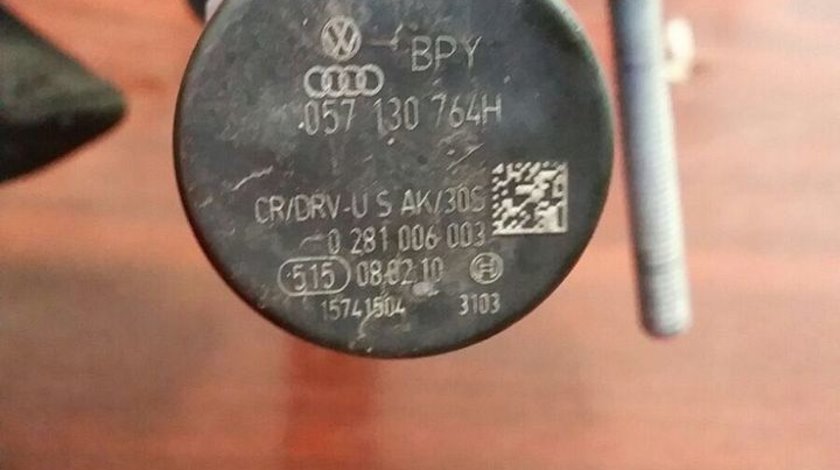 BPY
057 130 764H
CR/DRV-U S AK/30S
0 281 006 003
515 08.02.10
15741504 3103